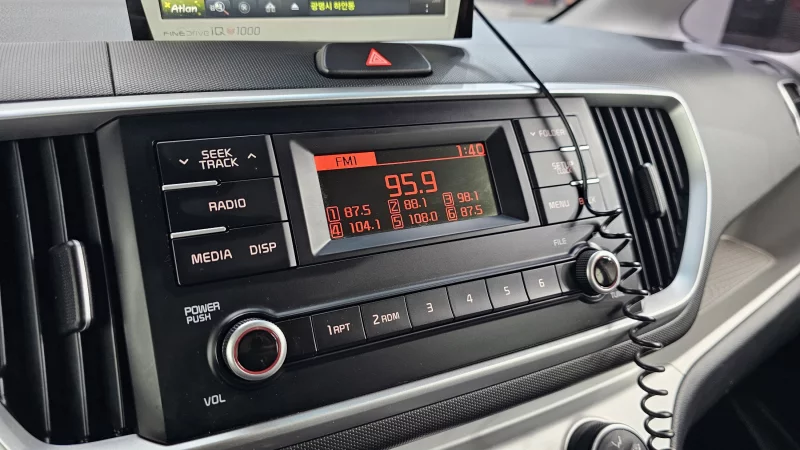 Atlan
광명시 하안동
FINEDRIVE iQ 1000
SEEK
TRACK
RADIO
MEDIA DISP
FM1 1:40
95.9
1 87.5 2 88.1 3 98.1
4 104.1 5 108.0 6 87.5
FOLDER
SETUP
MENU
FILE
POWER
PUSH
VOL
1 RPT
2 RDM
3
4
5
6